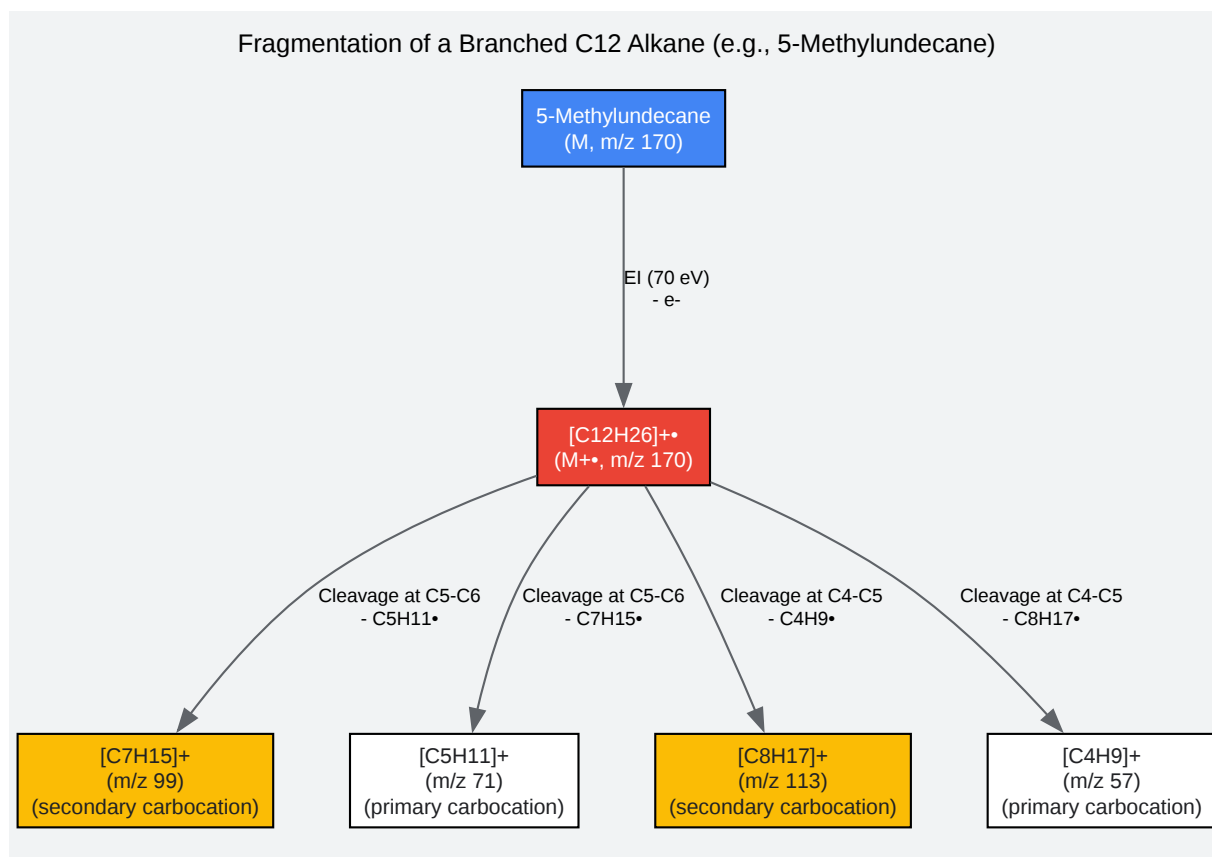 Fragmentation of a Branched C12 Alkane (e.g., 5-Methylundecane)
5-Methylundecane
(M, m/z 170)
EI (70 eV)
- e-
[C12H26]+•
(M+•, m/z 170)
Cleavage at C5-C6
- C5H11•
Cleavage at C5-C6
- C7H15•
Cleavage at C4-C5
- C4H9•
Cleavage at C4-C5
- C8H17•
[C7H15]+
(m/z 99)
(secondary carbocation)
[C5H11]+
(m/z 71)
(primary carbocation)
[C8H17]+
(m/z 113)
(secondary carbocation)
[C4H9]+
(m/z 57)
(primary carbocation)